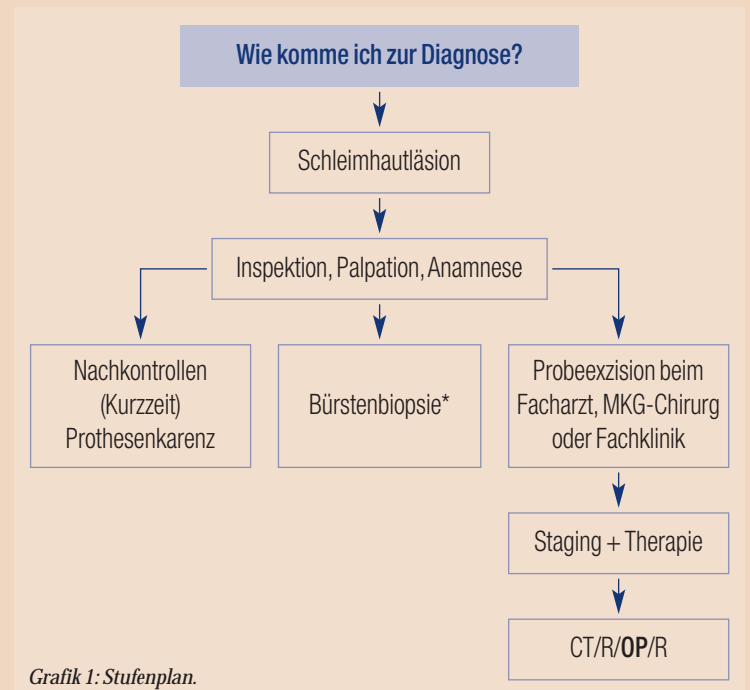 Wie komme ich zur Diagnose?
Schleimhautläsion
Inspektion, Palpation, Anamnese
Nachkontrollen
(Kurzzeit)
Prothesenkarenz
Bürstenbiopsie*
Probeexzision beim
Facharzt, MKG-Chirurg
oder Fachklinik
Staging + Therapie
CT/R/OP/R
Grafik 1: Stufenplan.